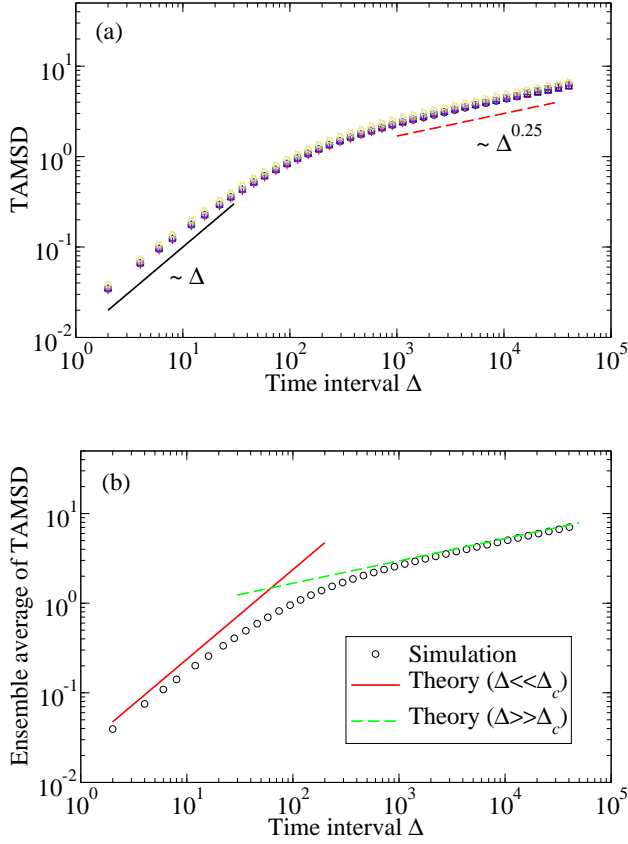 (a)
TAMSD
10^1
10^0
10^-1
10^-2
~ Δ^0.25
~ Δ
10^0 10^1 10^2 10^3 10^4 10^5
Time interval Δ
(b)
Ensemble average of TAMSD
10^1
10^0
10^-1
10^-2
Simulation
Theory (Δ<<Δ_c)
Theory (Δ>>Δ_c)
10^0 10^1 10^2 10^3 10^4 10^5
Time interval Δ